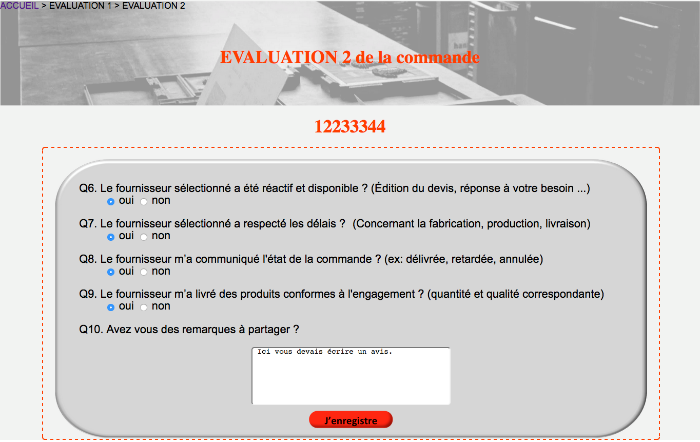 ACCUEIL > EVALUATION 1 > EVALUATION 2
EVALUATION 2 de la commande
12233344
Q6. Le fournisseur sélectionné a été réactif et disponible ? (Édition du devis, réponse à votre besoin ...)
oui non
Q7. Le fournisseur sélectionné a respecté les délais ? (Concernant la fabrication, production, livraison)
oui non
Q8. Le fournisseur m'a communiqué l'état de la commande ? (ex: délivrée, retardée, annulée)
oui non
Q9. Le fournisseur m'a livré des produits conformes à l'engagement ? (quantité et qualité correspondante)
oui non
Q10. Avez vous des remarques à partager ?
Ici vous devais écrire un avis.
J'enregistre